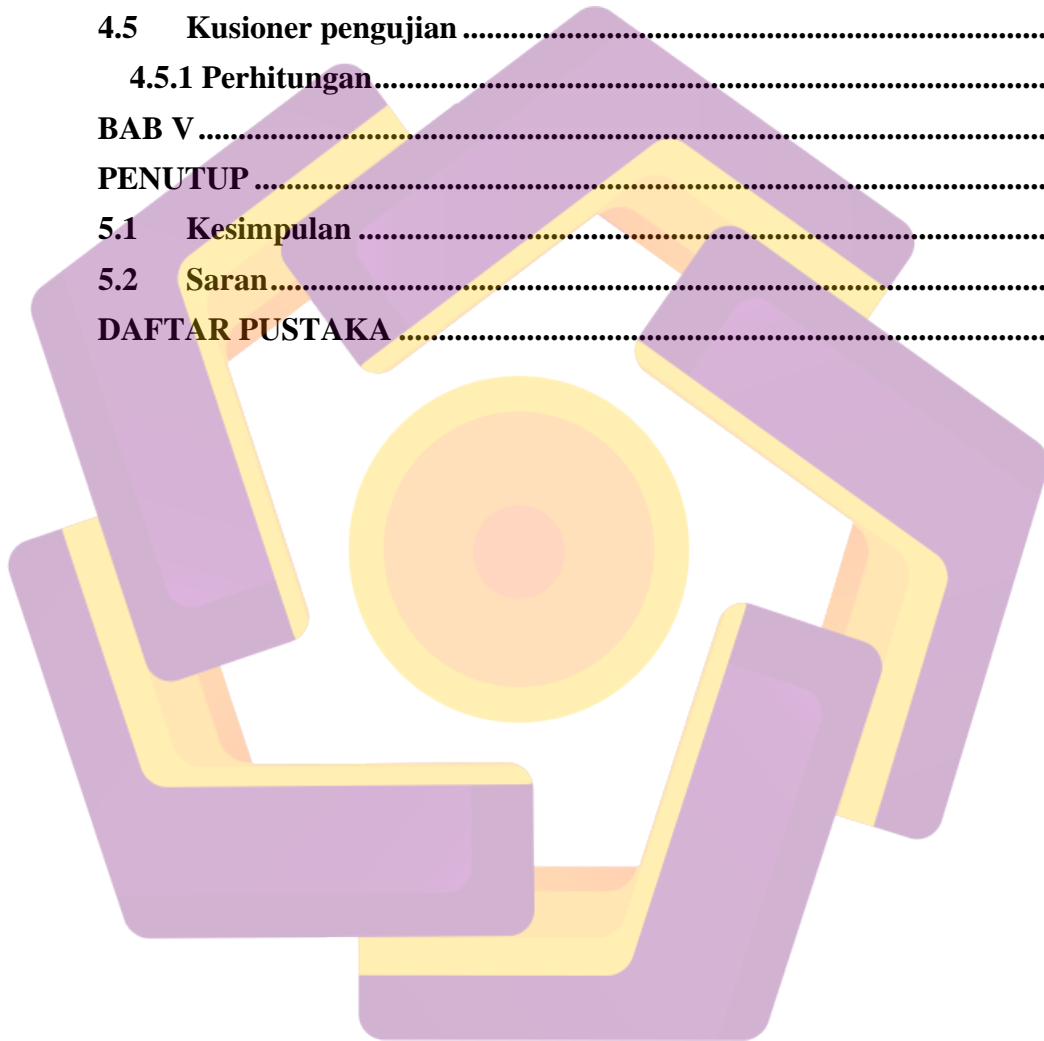 4.5 Kusioner pengujian ........................................................................
4.5.1 Perhitungan........................................................................
BAB V........................................................................
PENUTUP ........................................................................
5.1 Kesimpulan ........................................................................
5.2 Saran........................................................................
DAFTAR PUSTAKA ........................................................................